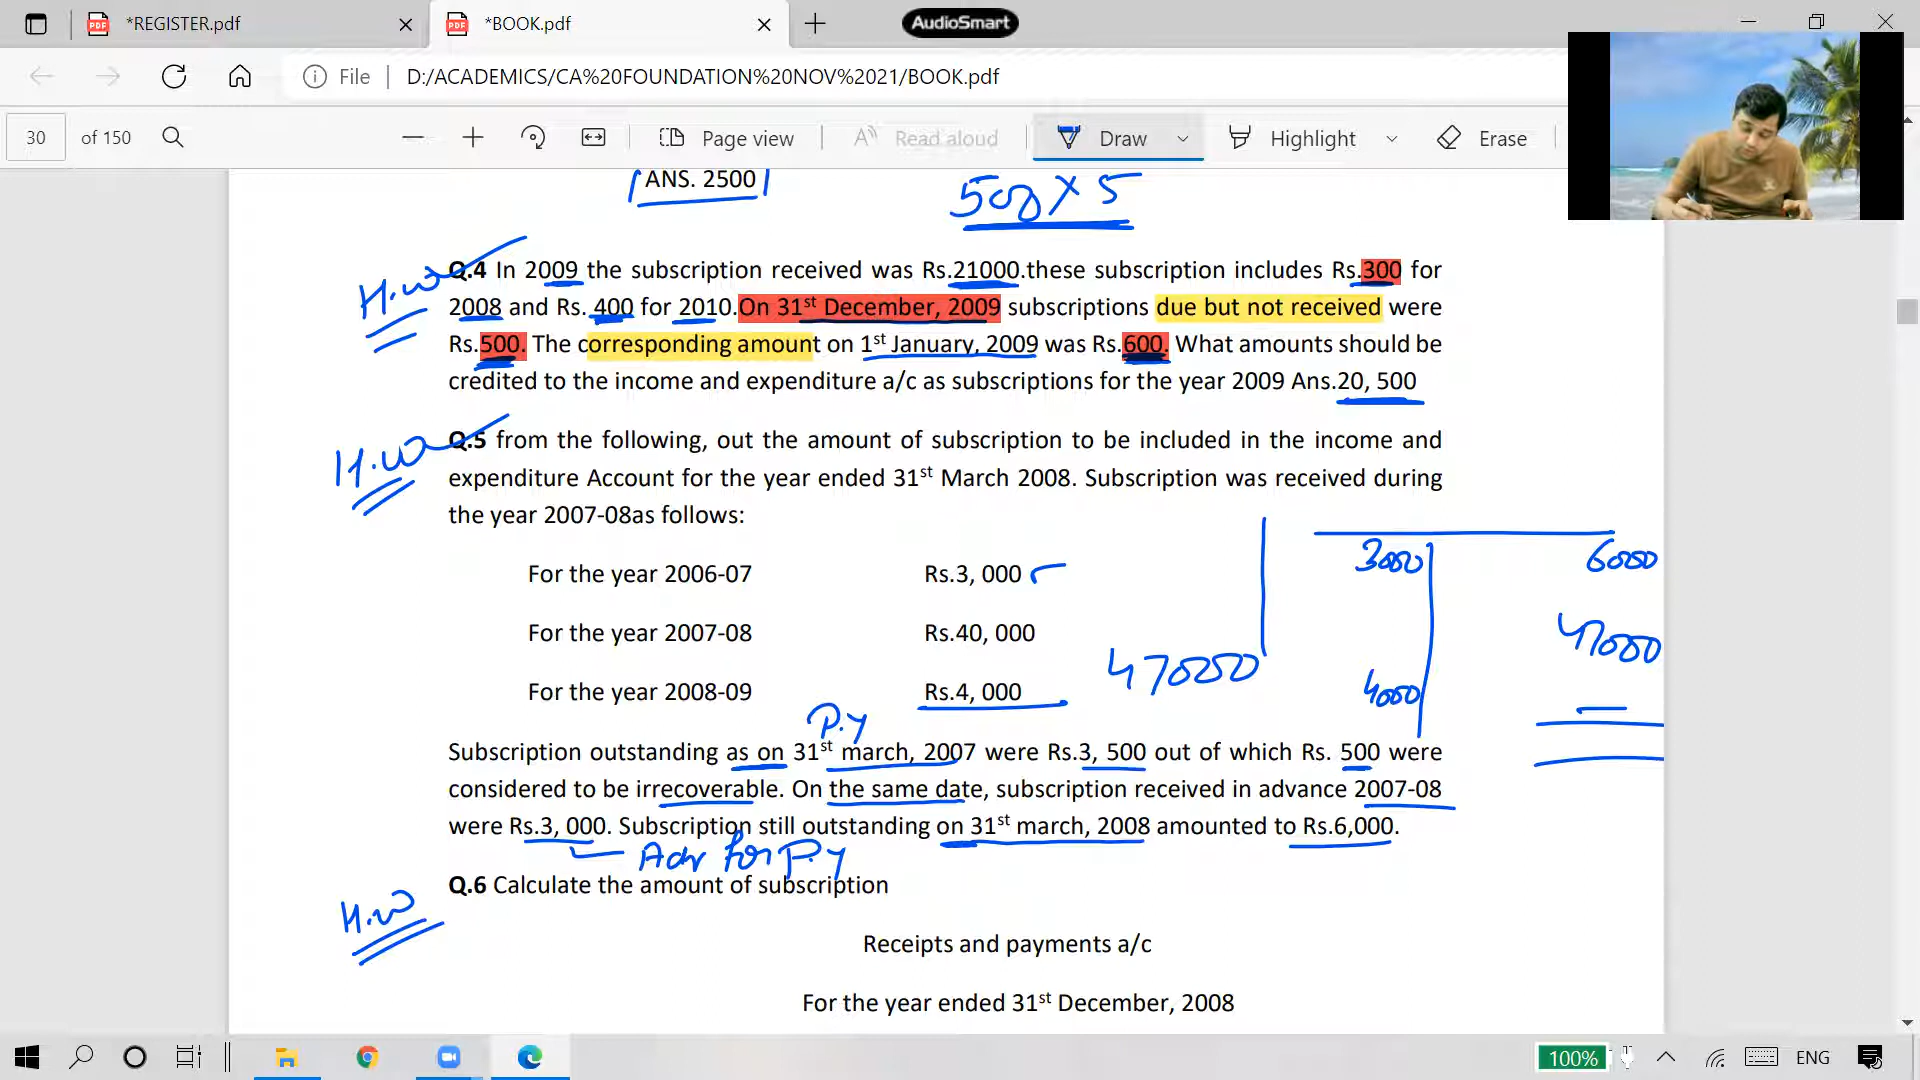 *REGISTER.pdf
*BOOK.pdf
AudioSmart
File
D:/ACADEMICS/CA%20FOUNDATION%20NOV%2021/BOOK.pdf
30 of 150
Page view
Read aloud
Draw
Highlight
Erase
ANS. 2500
500 x 5
H.W
Q.4 In 2009 the subscription received was Rs.21000.these subscription includes Rs.300 for
2008 and Rs. 400 for 2010.On 31st December, 2009 subscriptions due but not received were
Rs.500. The corresponding amount on 1st January, 2009 was Rs.600. What amounts should be
credited to the income and expenditure a/c as subscriptions for the year 2009 Ans.20, 500
H.W
Q.5 from the following, out the amount of subscription to be included in the income and
expenditure Account for the year ended 31st March 2008. Subscription was received during
the year 2007-08as follows:
3000 6000
For the year 2006-07 Rs.3, 000
For the year 2007-08 Rs.40, 000
47000
47000
For the year 2008-09 Rs.4, 000
4000
P.Y
Subscription outstanding as on 31st march, 2007 were Rs.3, 500 out of which Rs. 500 were
considered to be irrecoverable. On the same date, subscription received in advance 2007-08
were Rs.3, 000. Subscription still outstanding on 31st march, 2008 amounted to Rs.6,000.
Adv for P.Y
H.W
Q.6 Calculate the amount of subscription
Receipts and payments a/c
For the year ended 31st December, 2008
100%
ENG